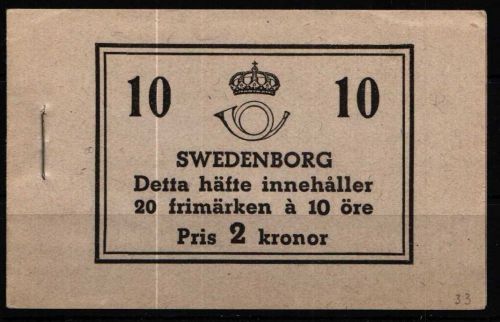 10 10
SWEDENBORG
Detta häfte innehåller
20 frimärken à 10 öre
Pris 2 kronor
33